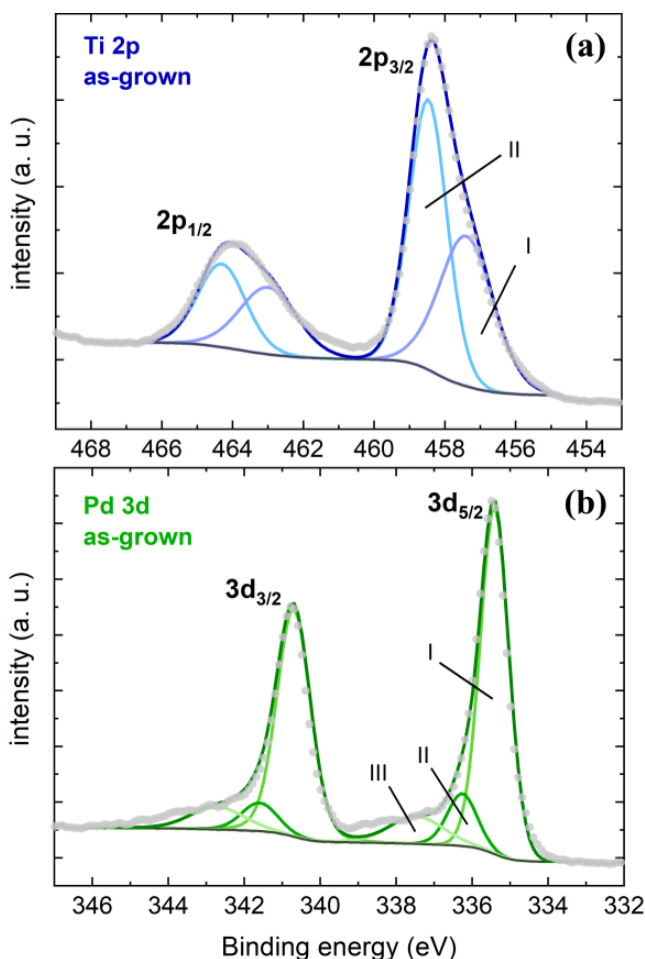 Ti 2p
as-grown
(a)
2p3/2
2p1/2
II
I
intensity (a. u.)
468 466 464 462 460 458 456 454
Pd 3d
as-grown
(b)
3d5/2
3d3/2
I
II
III
intensity (a. u.)
346 344 342 340 338 336 334 332
Binding energy (eV)